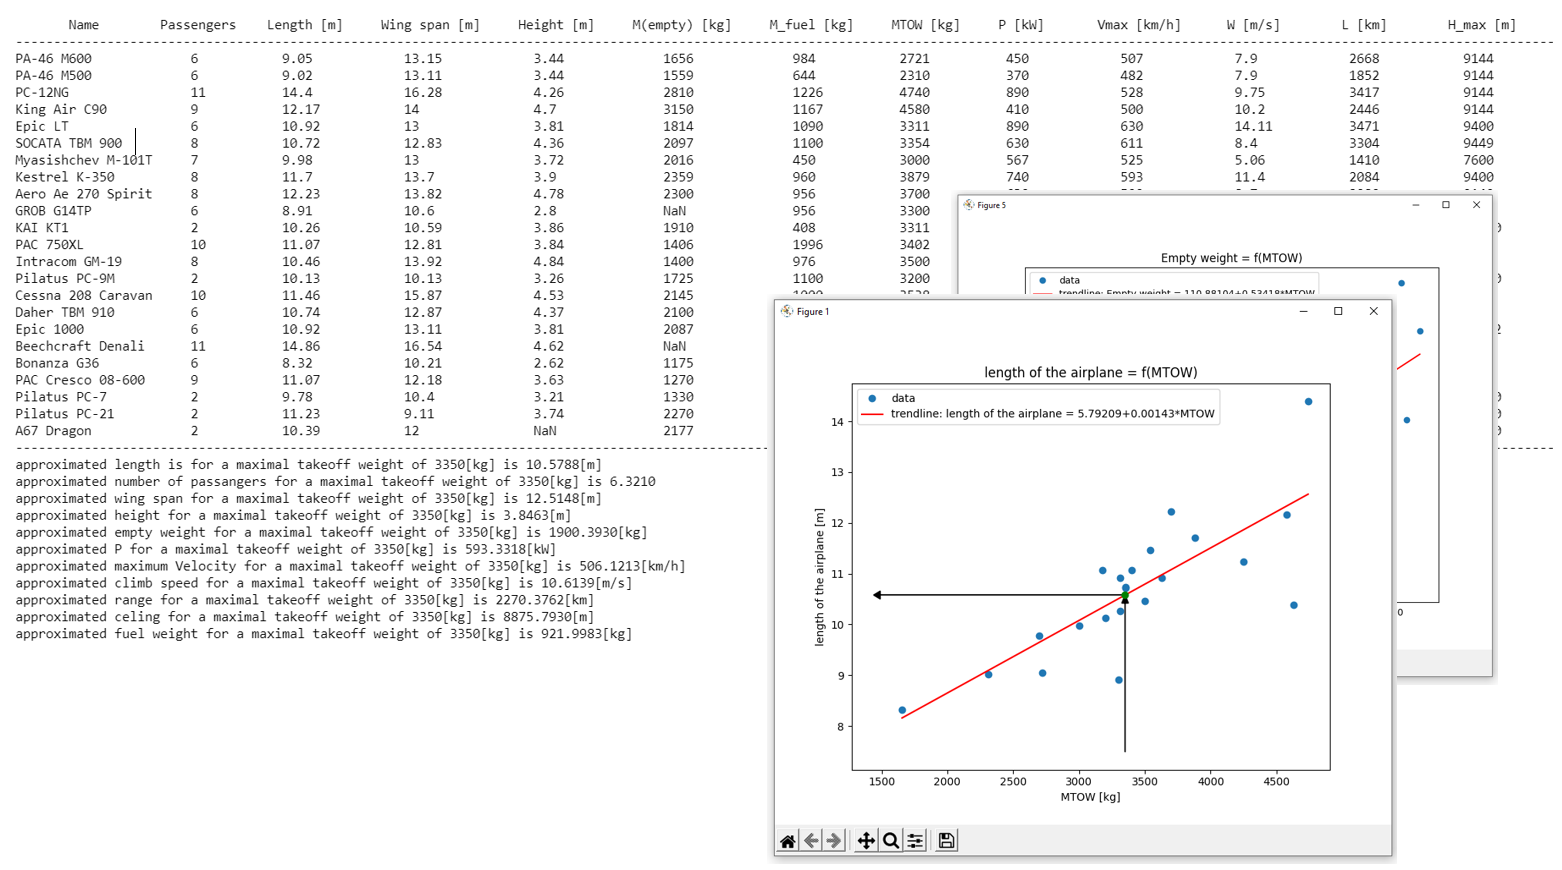 Name Passengers Length [m] Wing span [m] Height [m] M(empty) [kg] M_fuel [kg] MTOW [kg] P [kW] Vmax [km/h] W [m/s] L [km] H_max [m]
PA-46 M600 6 9.05 13.15 3.44 1656 984 2721 450 507 7.9 2668 9144
PA-46 M500 6 9.02 13.11 3.44 1559 644 2310 370 482 7.9 1852 9144
PC-12NG 11 14.4 16.28 4.26 2810 1226 4740 890 528 9.75 3417 9144
King Air C90 9 12.17 14 4.7 3150 1167 4580 410 500 10.2 2446 9144
Epic LT 6 10.92 13 3.81 1814 1090 3311 890 630 14.11 3471 9400
SOCATA TBM 900 8 10.72 12.83 4.36 2097 1100 3354 630 611 8.4 3304 9449
Myasishchev M-101T 7 9.98 13 3.72 2016 450 3000 567 525 5.06 1410 7600
Kestrel K-350 8 11.7 13.7 3.9 2359 960 3879 740 593 11.4 2084 9400
Aero Ae 270 Spirit 8 12.23 13.82 4.78 2300 956 3700
GROB G14TP 6 8.91 10.6 2.8 NaN 956 3300
KAI KT1 2 10.26 10.59 3.86 1910 408 3311
PAC 750XL 10 11.07 12.81 3.84 1406 1996 3402
Intracom GM-19 8 10.46 13.92 4.84 1400 976 3500
Pilatus PC-9M 2 10.13 10.13 3.26 1725 1100 3200
Cessna 208 Caravan 10 11.46 15.87 4.53 2145
Daher TBM 910 6 10.74 12.87 4.37 2100
Epic 1000 6 10.92 13.11 3.81 2087
Beechcraft Denali 11 14.86 16.54 4.62 NaN
Bonanza G36 6 8.32 10.21 2.62 1175
PAC Cresco 08-600 9 11.07 12.18 3.63 1270
Pilatus PC-7 2 9.78 10.4 3.21 1330
Pilatus PC-21 2 11.23 9.11 3.74 2270
A67 Dragon 2 10.39 12 NaN 2177
approximated length is for a maximal takeoff weight of 3350[kg] is 10.5788[m]
approximated number of passangers for a maximal takeoff weight of 3350[kg] is 6.3210
approximated wing span for a maximal takeoff weight of 3350[kg] is 12.5148[m]
approximated height for a maximal takeoff weight of 3350[kg] is 3.8463[m]
approximated empty weight for a maximal takeoff weight of 3350[kg] is 1900.3930[kg]
approximated P for a maximal takeoff weight of 3350[kg] is 593.3318[kW]
approximated maximum Velocity for a maximal takeoff weight of 3350[kg] is 506.1213[km/h]
approximated climb speed for a maximal takeoff weight of 3350[kg] is 10.6139[m/s]
approximated range for a maximal takeoff weight of 3350[kg] is 2270.3762[km]
approximated celing for a maximal takeoff weight of 3350[kg] is 8875.7930[m]
approximated fuel weight for a maximal takeoff weight of 3350[kg] is 921.9983[kg]
Figure 5
Empty weight = f(MTOW)
data
trendline: Empty weight = 110.88104+0.53418*MTOW
Figure 1
length of the airplane = f(MTOW)
data
trendline: length of the airplane = 5.79209+0.00143*MTOW
length of the airplane [m]
14
13
12
11
10
9
8
1500 2000 2500 3000 3500 4000 4500
MTOW [kg]